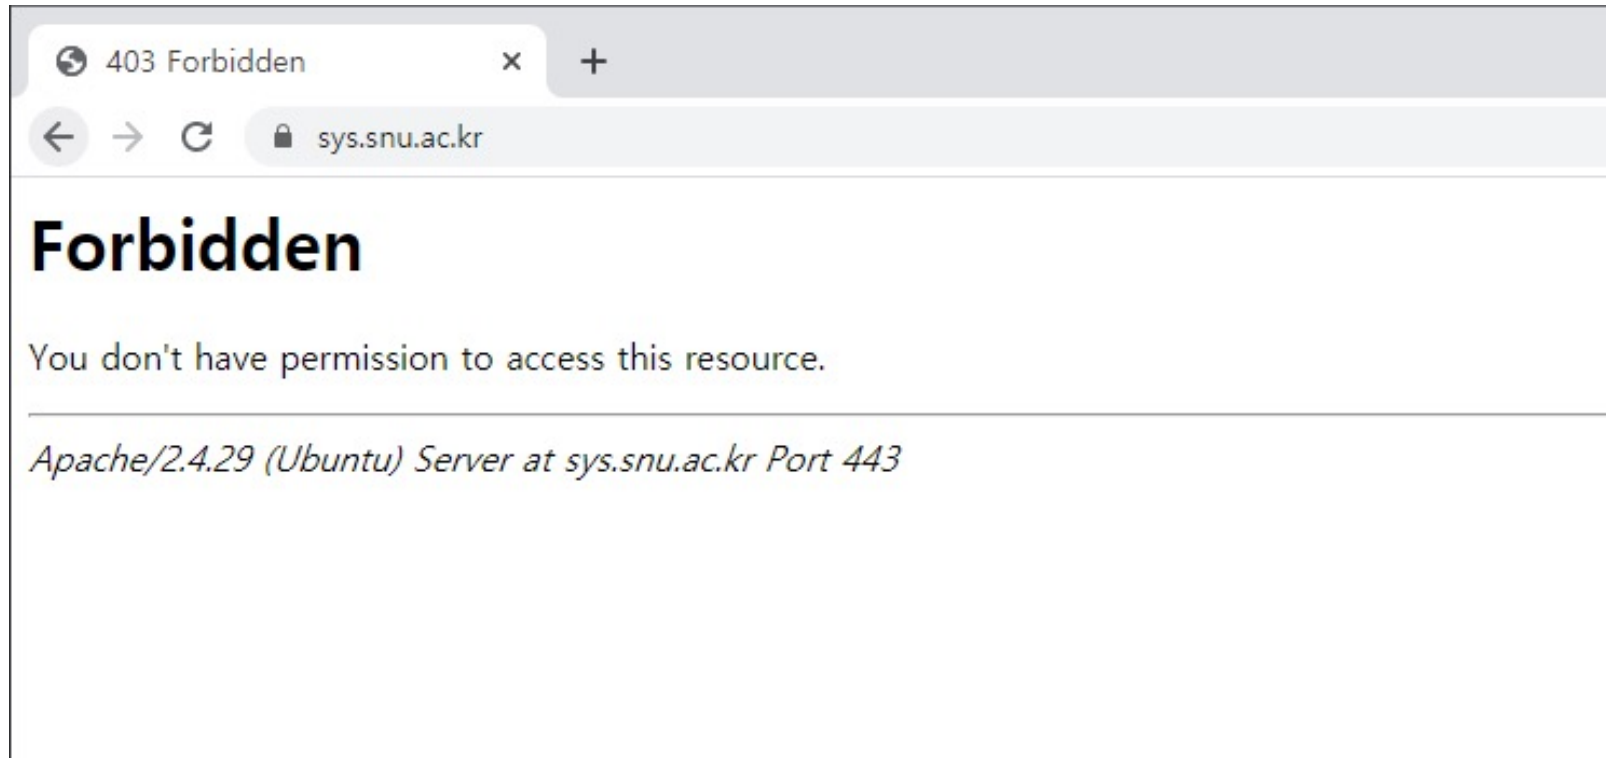 403 Forbidden
sys.snu.ac.kr
Forbidden
You don't have permission to access this resource.
Apache/2.4.29 (Ubuntu) Server at sys.snu.ac.kr Port 443